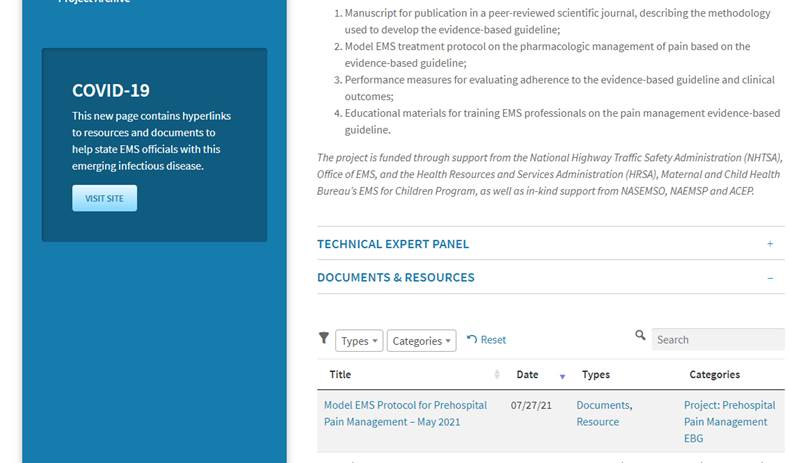 Project Archive
COVID-19
This new page contains hyperlinks
to resources and documents to
help state EMS officials with this
emerging infectious disease.
VISIT SITE
1. Manuscript for publication in a peer-reviewed scientific journal, describing the methodology
used to develop the evidence-based guideline;
2. Model EMS treatment protocol on the pharmacologic management of pain based on the
evidence-based guideline;
3. Performance measures for evaluating adherence to the evidence-based guideline and clinical
outcomes;
4. Educational materials for training EMS professionals on the pain management evidence-based
guideline.
The project is funded through support from the National Highway Traffic Safety Administration (NHTSA),
Office of EMS, and the Health Resources and Services Administration (HRSA), Maternal and Child Health
Bureau's EMS for Children Program, as well as in-kind support from NASEMSO, NAEMSP and ACEP.
TECHNICAL EXPERT PANEL +
DOCUMENTS & RESOURCES –
Types Categories Reset Search
Title Date Types Categories
Model EMS Protocol for Prehospital 07/27/21 Documents, Project: Prehospital
Pain Management – May 2021 Resource Pain Management
EBG